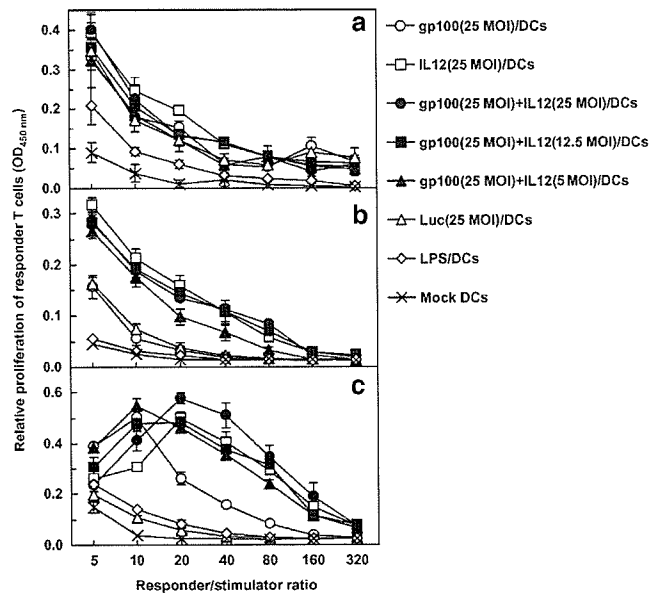 a
0.4
0.3
0.2
0.1
0.0
b
0.3
0.2
0.1
0.0
c
0.6
0.4
0.2
0.0
5 10 20 40 80 160 320
Responder/stimulator ratio
Relative proliferation of responder T cells (OD450 nm)
gp100(25 MOI)/DCs
IL12(25 MOI)/DCs
gp100(25 MOI)+IL12(25 MOI)/DCs
gp100(25 MOI)+IL12(12.5 MOI)/DCs
gp100(25 MOI)+IL12(5 MOI)/DCs
Luc(25 MOI)/DCs
LPS/DCs
Mock DCs